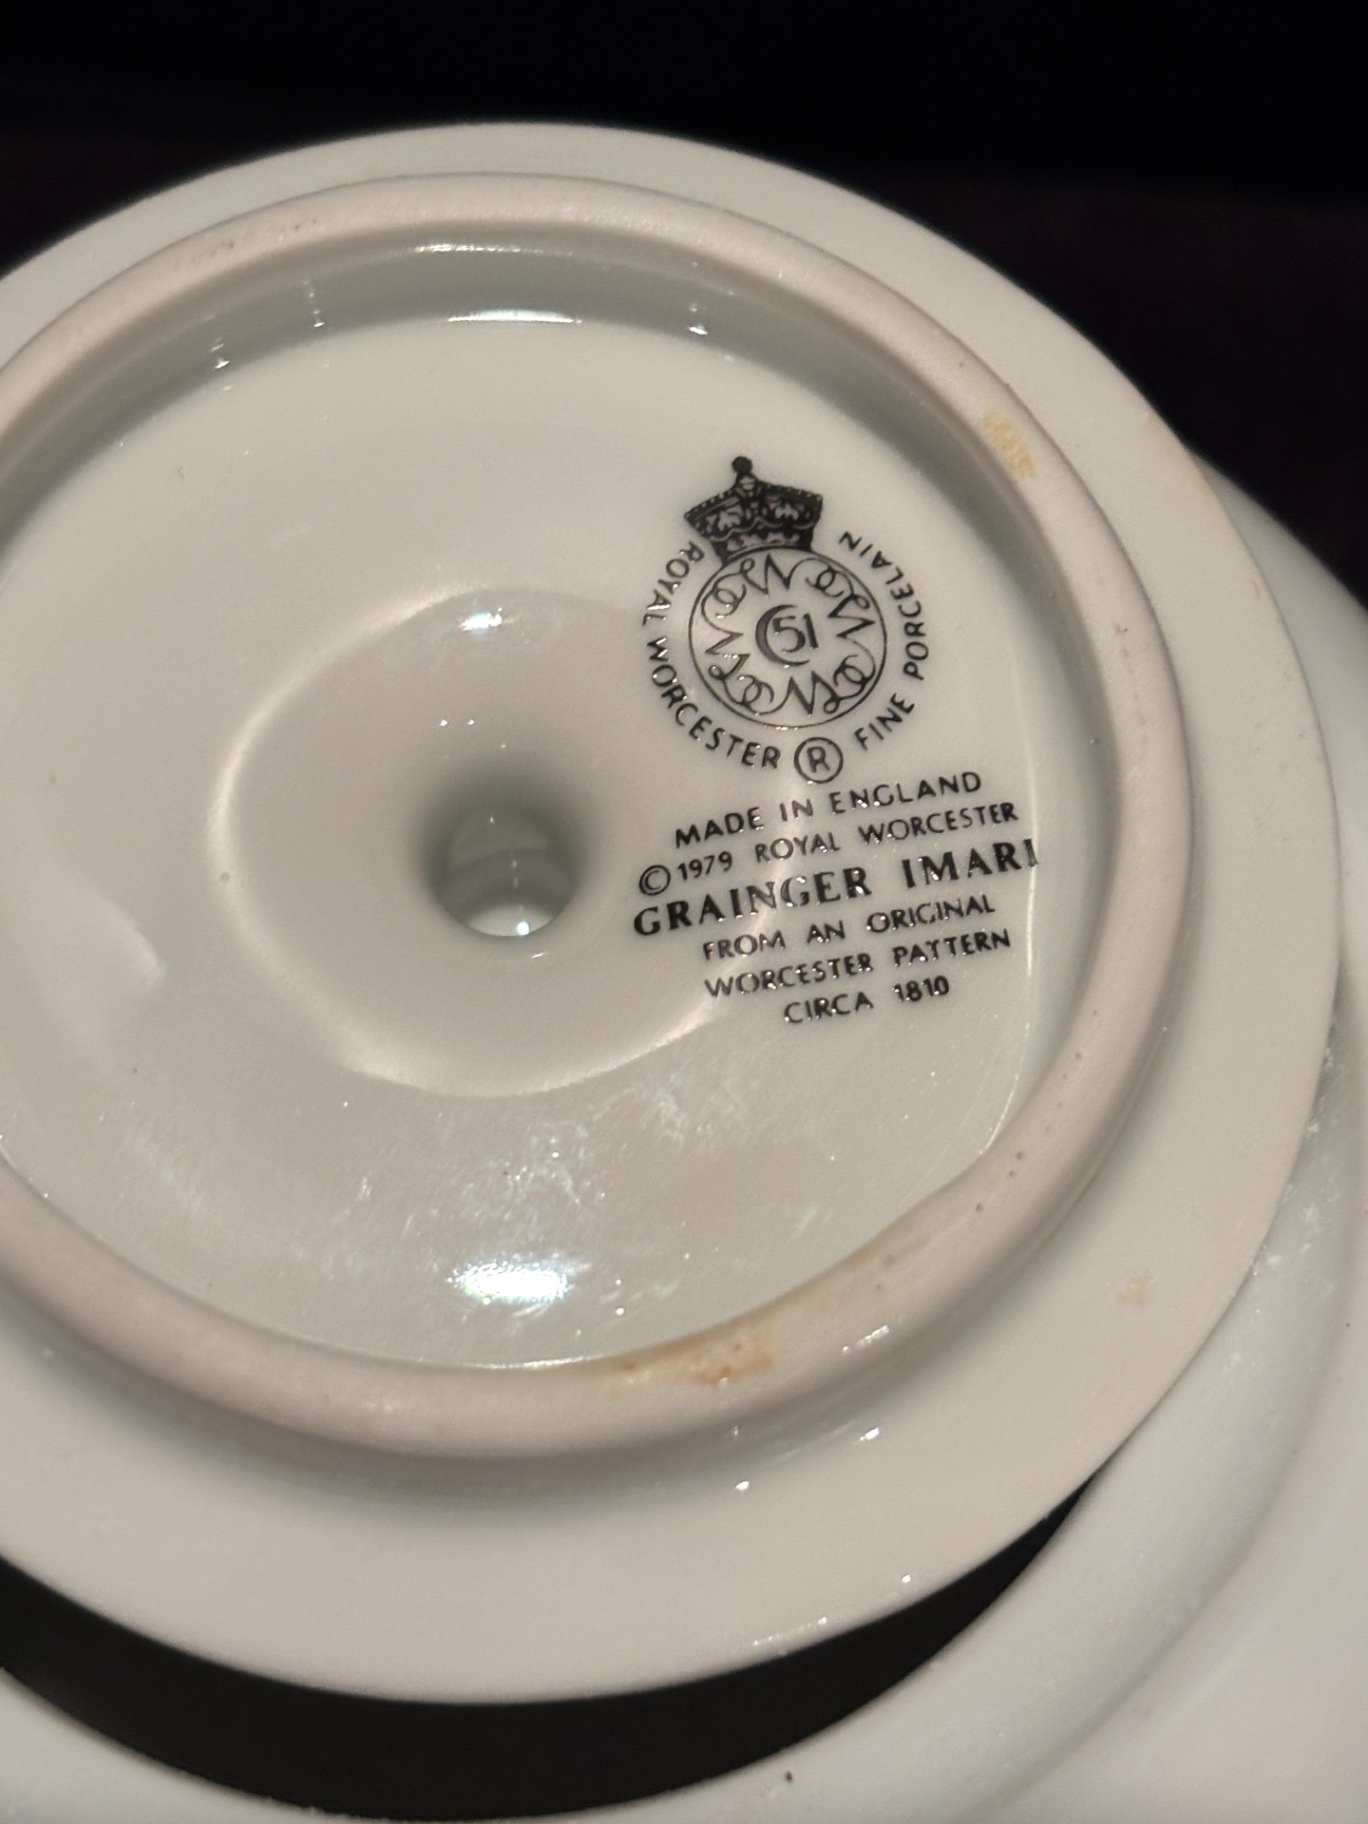 ROYAL WORCESTER ® FINE PORCELAIN
51
MADE IN ENGLAND
©1979 ROYAL WORCESTER
GRAINGER IMARI
FROM AN ORIGINAL
WORCESTER PATTERN
CIRCA 1810